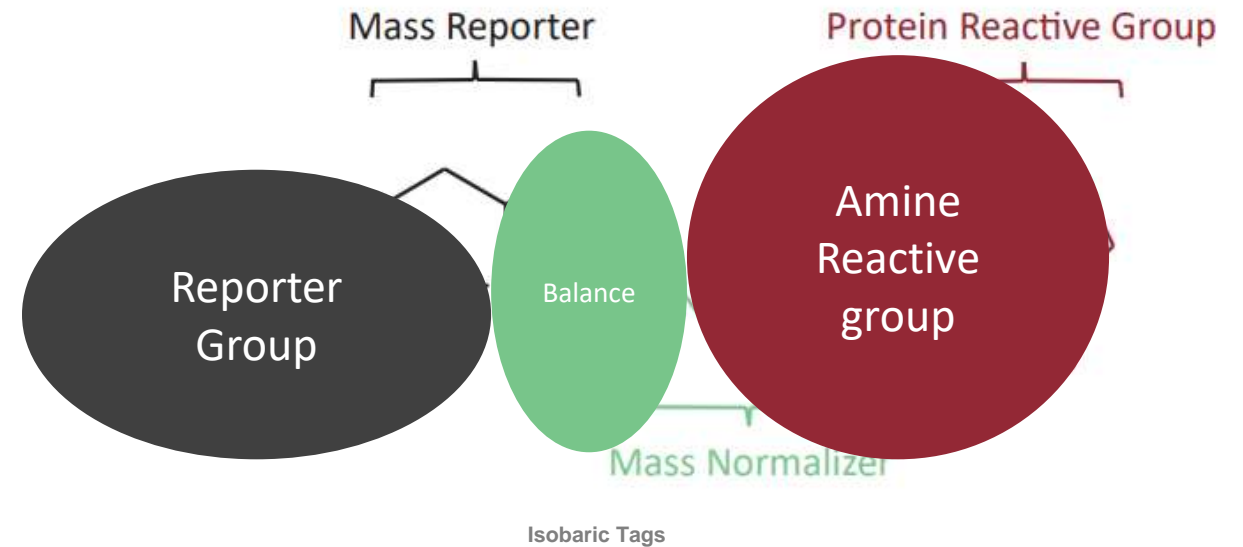 Mass Reporter
Protein Reactive Group
Reporter
Group
Balance
Amine
Reactive
group
Mass Normalizer
Isobaric Tags